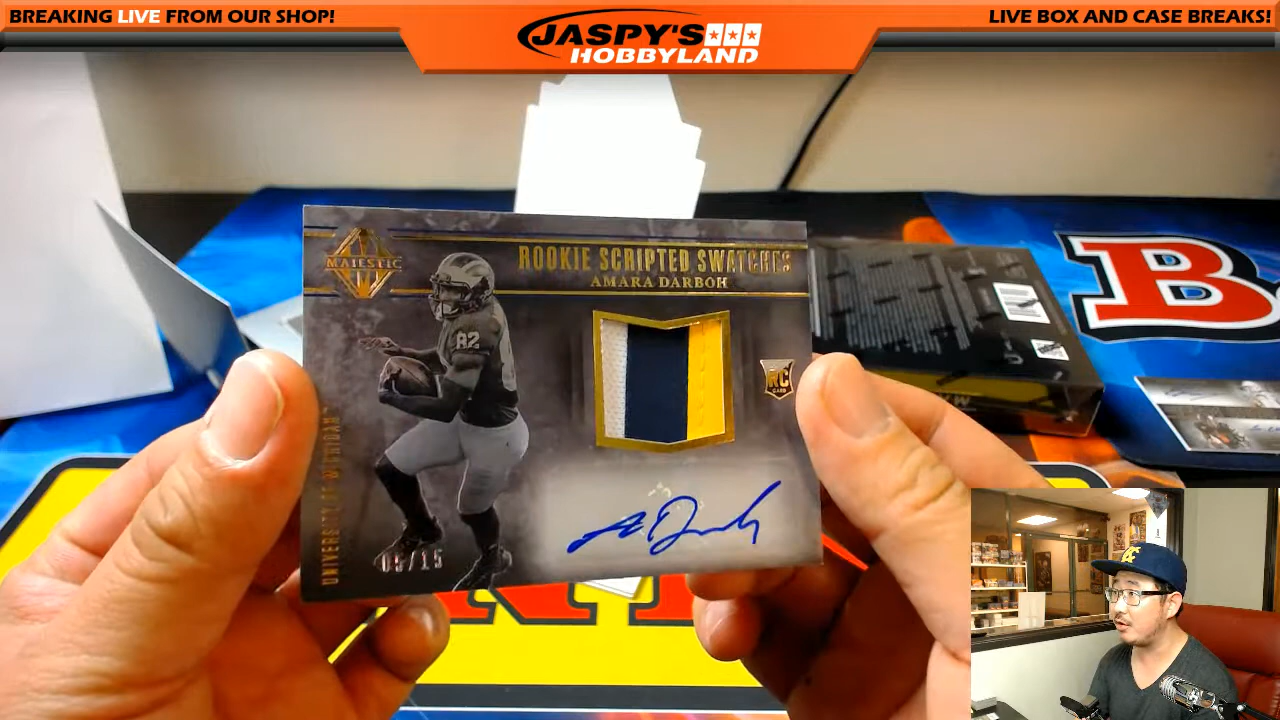 BREAKING LIVE FROM OUR SHOP!
JASPY'S
HOBBYLAND
LIVE BOX AND CASE BREAKS!
MAJESTIC
ROOKIE SCRIPTED SWATCHES
AMARA DARBOH
82
RC
UNIVERSITY OF MICHIGAN
05/15
B